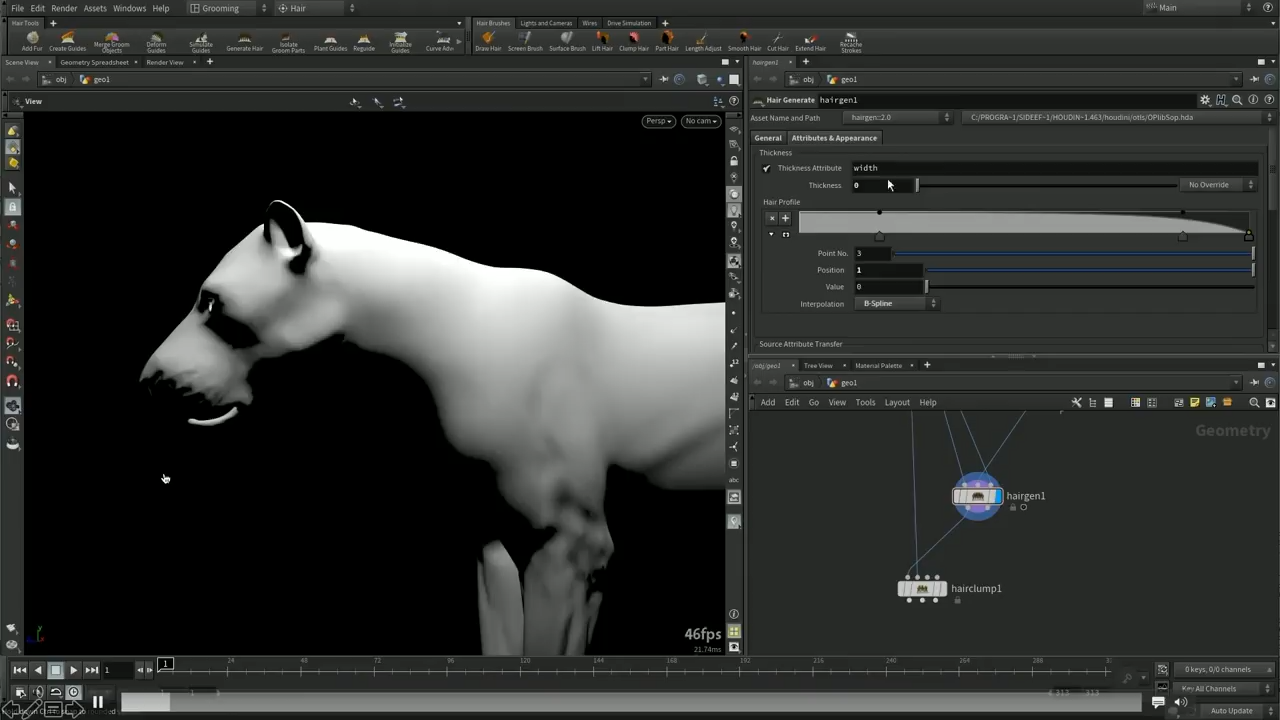 File Edit Render Assets Windows Help Grooming Hair Main
Hair Tools Hair Brushes Lights and Cameras Wires Drive Simulation
Add Fur Create Guides Merge Groom Objects Deform Guides Simulate Guides Generate Hair Isolate Groom Parts Plant Guides Reguide Initialize Guides Curve Adv Draw Hair Screen Brush Surface Brush Lift Hair Clump Hair Part Hair Length Adjust Smooth Hair Cut Hair Extend Hair Recache Strokes
Scene View Geometry Spreadsheet Render View
hairgen1
obj geo1
obj geo1
View
Hair Generate hairgen1
Asset Name and Path hairgen::2.0 C:/PROGRA~1/SIDEEF~1/HOUDIN~1.463/houdini/otls/OPlibSop.hda
Persp No cam
General Attributes & Appearance
Thickness
Thickness Attribute width
Thickness 0 No Override
Hair Profile
Point No. 3
Position 1
Value 0
Interpolation B-Spline
Source Attribute Transfer
/obj/geo1 Tree View Material Palette
obj geo1
Add Edit Go View Tools Layout Help
Geometry
hairgen1
hairclump1
abc
46fps
21.74ms
1 1 24 48 72 96 120 144 168 192 216 240 264 288
0 keys, 0/0 channels
Key All Channels
313 313
Auto Update